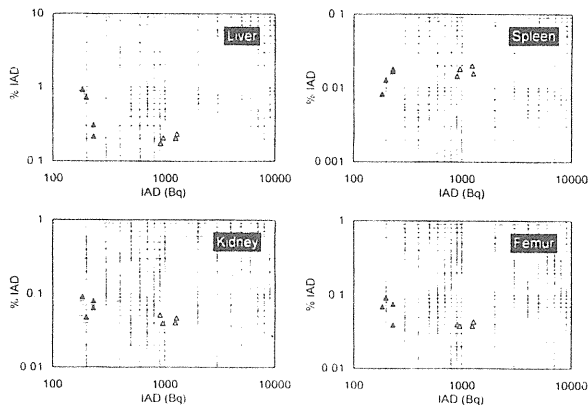 10
Liver
1
% IAD
0 1
100
1000
10000
IAD (Bq)
0 1
Spleen
0 01
% IAD
0 001
100
1000
10000
IAD (Bq)
1
Kidney
0 1
% IAD
0 01
100
1000
10000
IAD (Bq)
1
Femur
0 1
% IAD
0 01
100
1000
10000
IAD (Bq)